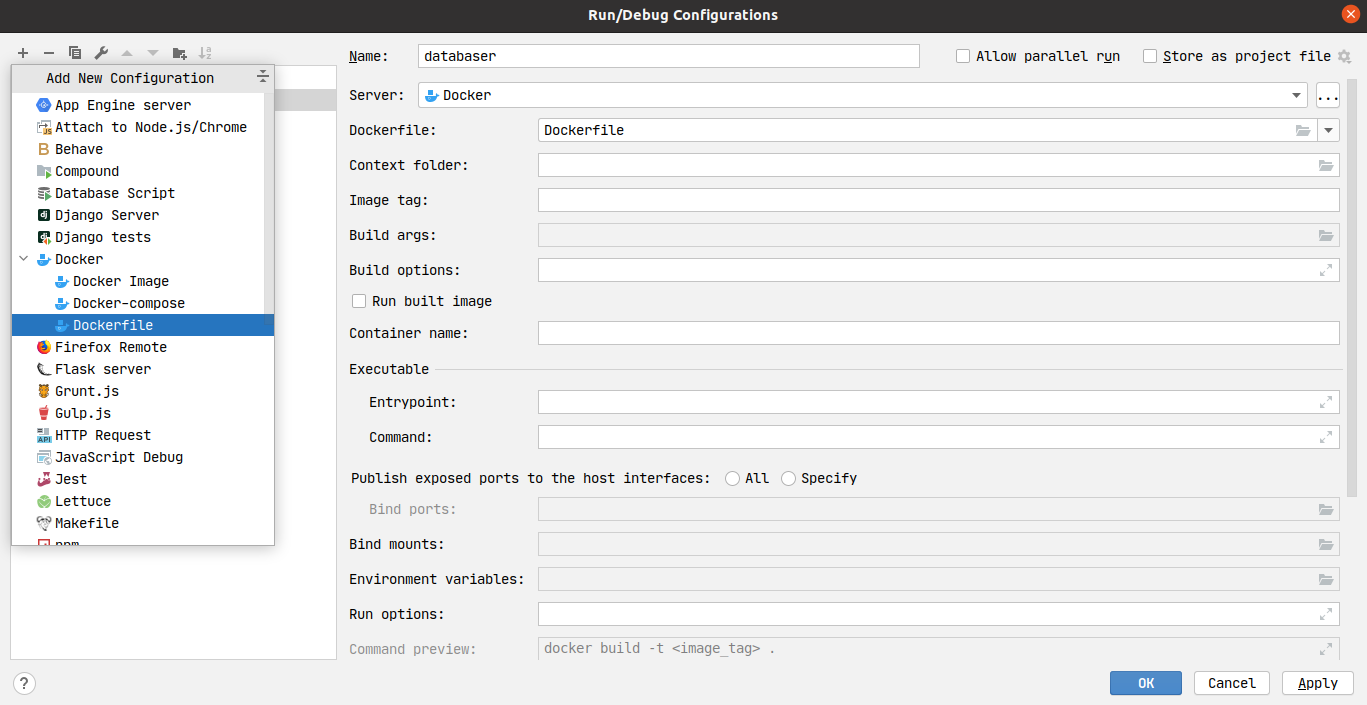 Run/Debug Configurations
Add New Configuration
App Engine server
Attach to Node.js/Chrome
Behave
Compound
Database Script
Django Server
Django tests
Docker
Docker Image
Docker-compose
Dockerfile
Firefox Remote
Flask server
Grunt.js
Gulp.js
HTTP Request
JavaScript Debug
Jest
Lettuce
Makefile
npm
Name: databaser Allow parallel run Store as project file
Server: Docker ...
Dockerfile: Dockerfile
Context folder:
Image tag:
Build args:
Build options:
Run built image
Container name:
Executable
Entrypoint:
Command:
Publish exposed ports to the host interfaces: All Specify
Bind ports:
Bind mounts:
Environment variables:
Run options:
Command preview: docker build -t <image_tag> .
? OK Cancel Apply